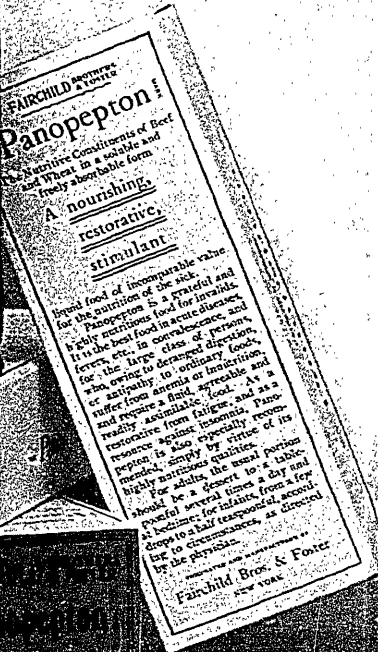 FAIRCHILD BROTHERS
& FOSTER
Panopepton
The Nutritive Constituents of Beef
and Wheat, in a soluble and
freely absorbable form
A nourishing,
restorative,
stimulant
liquid food of incomparable value
for the nutrition of the sick.
Panopepton is a grateful and
highly nutritious food for invalids.
It is the best food in acute diseases,
fevers, etc.; in convalescence, and
for the large class of persons
who, owing to deranged digestion,
or antipathy to ordinary foods,
suffer from anemia or inanition,
and require a fluid, agreeable and
readily assimilable food. As a
restorative from fatigue, and as a
resource against insomnia, Pano-
pepton is also especially recom-
mended, simply by virtue of its
highly nutritious qualities.
For adults, the usual portion
should be a dessert to a table-
spoonful several times a day and
at bedtime; for infants, from a few
drops to a half teaspoonful, accord-
ing to circumstances, as directed
by the physician.
Fairchild Bros. & Foster
NEW YORK